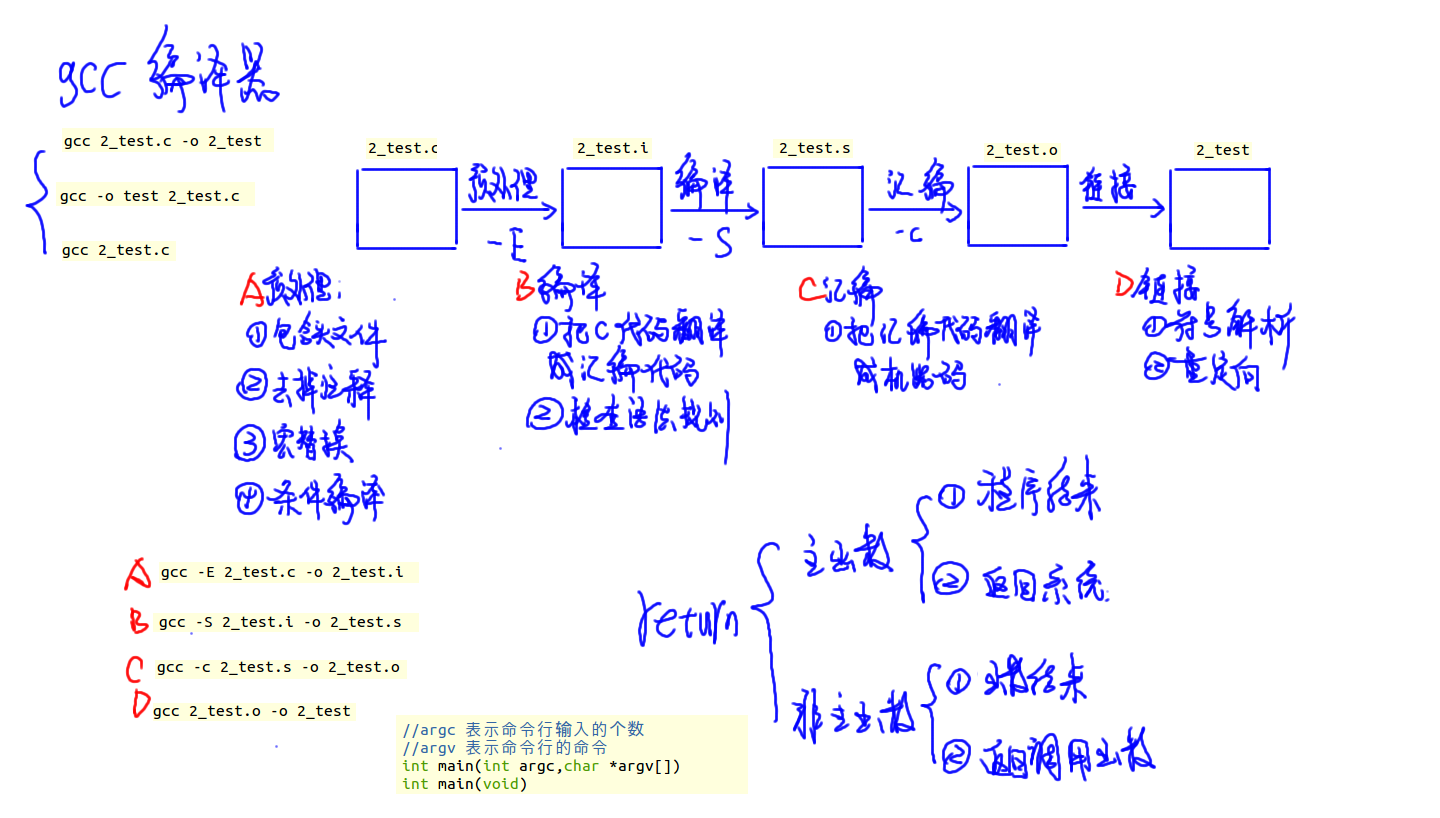 gcc 编译器
gcc 2_test.c -o 2_test
gcc -o test 2_test.c
gcc 2_test.c
2_test.c
2_test.i
2_test.s
2_test.o
2_test
预处理
-E
编译
-S
汇编
-c
链接
A预处理:
①包含头文件
②去掉注释
③宏替换
④条件编译
B编译
①把C代码翻译
成汇编代码
②检查语法规则
C汇编
①把汇编代码翻译
成机器码
D链接
①符号解析
②重定向
A gcc -E 2_test.c -o 2_test.i
B gcc -S 2_test.i -o 2_test.s
C gcc -c 2_test.s -o 2_test.o
D gcc 2_test.o -o 2_test
//argc 表示命令行输入的个数
//argv 表示命令行的命令
int main(int argc,char *argv[])
int main(void)
return
主函数
①程序结束
②返回系统.
非主函数
①函数结束
②返回调用函数